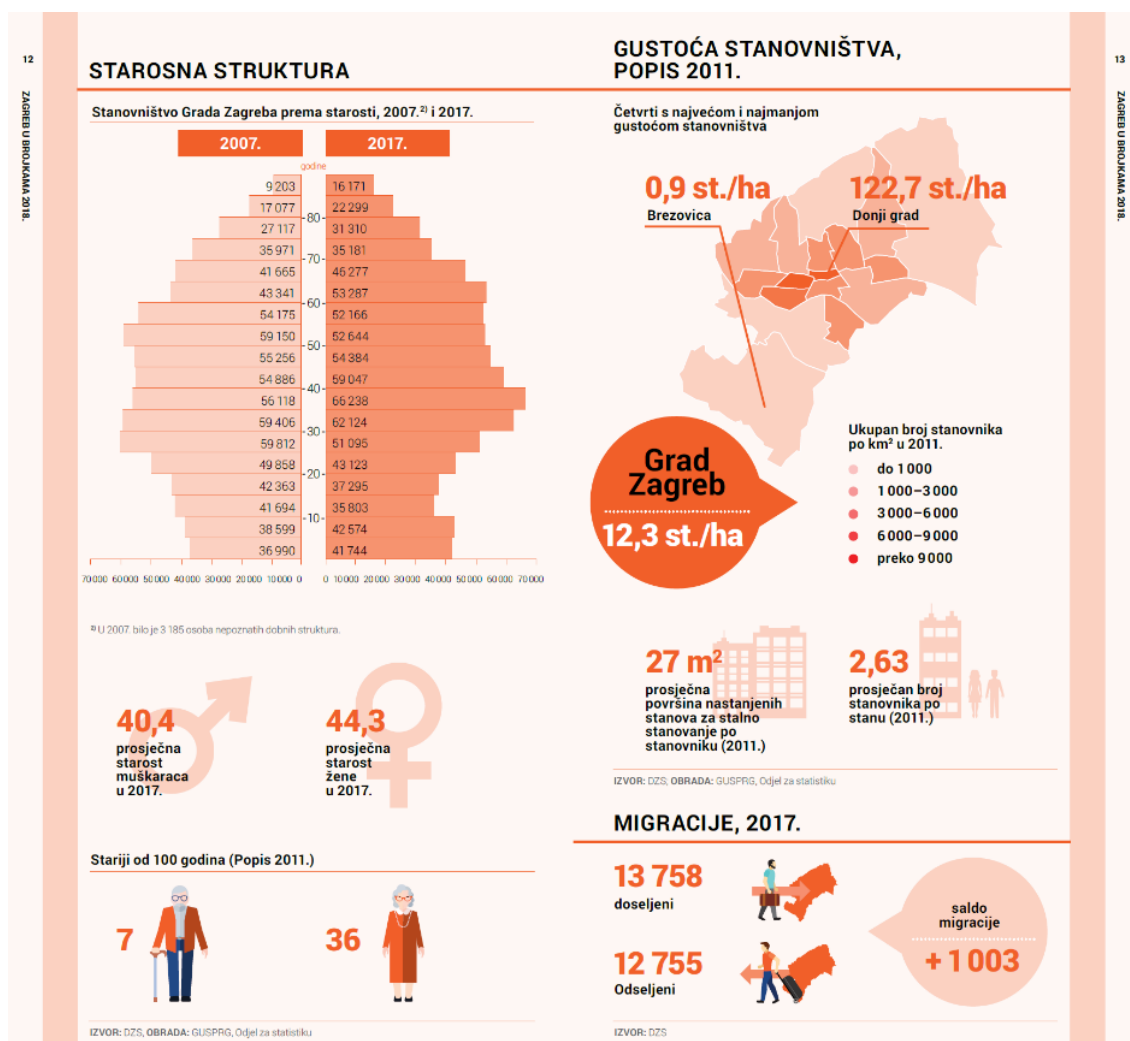 12
ZAGREB U BROJKAMA 2018.
STAROSNA STRUKTURA
Stanovništvo Grada Zagreba prema starosti, 2007.²⁾ i 2017.
2007.
2017.
godine
9 203
16 171
17 077
22 299
80
27 117
31 310
35 971
35 181
70
41 665
46 277
43 341
53 287
60
54 175
52 166
59 150
52 644
50
55 256
54 384
54 886
59 047
40
56 118
66 238
59 406
62 124
30
59 812
51 095
49 858
43 123
20
42 363
37 295
41 694
35 803
10
38 599
42 574
36 990
41 744
70 000 60 000 50 000 40 000 30 000 20 000 10 000 0
0 10 000 20 000 30 000 40 000 50 000 60 000 70 000
²⁾ U 2007. bilo je 3 185 osoba nepoznatih dobnih struktura.
40,4
prosječna
starost
muškaraca
u 2017.
44,3
prosječna
starost
žene
u 2017.
Stariji od 100 godina (Popis 2011.)
7
36
IZVOR: DZS, OBRADA: GUSPRG, Odjel za statistiku
GUSTOĆA STANOVNIŠTVA,
POPIS 2011.
Četvrti s najvećom i najmanjom
gustoćom stanovništva
0,9 st./ha
Brezovica
122,7 st./ha
Donji grad
Grad
Zagreb
12,3 st./ha
Ukupan broj stanovnika
po km² u 2011.
do 1 000
1 000–3 000
3 000–6 000
6 000–9 000
preko 9 000
27 m²
prosječna
površina nastanjenih
stanova za stalno
stanovanje po
stanovniku (2011.)
2,63
prosječan broj
stanovnika po
stanu (2011.)
IZVOR: DZS, OBRADA: GUSPRG, Odjel za statistiku
MIGRACIJE, 2017.
13 758
doseljeni
12 755
Odseljeni
saldo
migracije
+ 1 003
IZVOR: DZS
13
ZAGREB U BROJKAMA 2018.